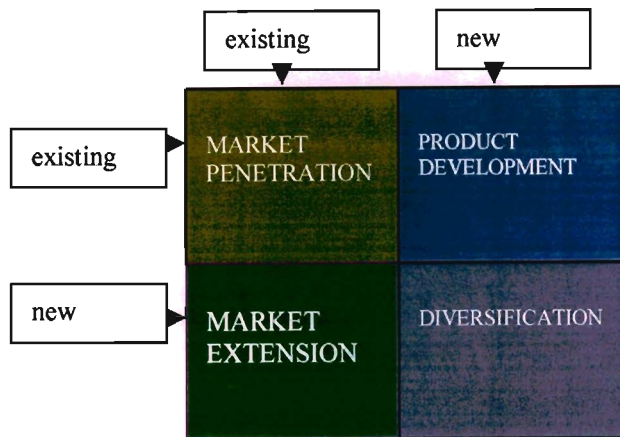 existing
new
existing
MARKET
PENETRATION
PRODUCT
DEVELOPMENT
new
MARKET
EXTENSION
DIVERSIFICATION